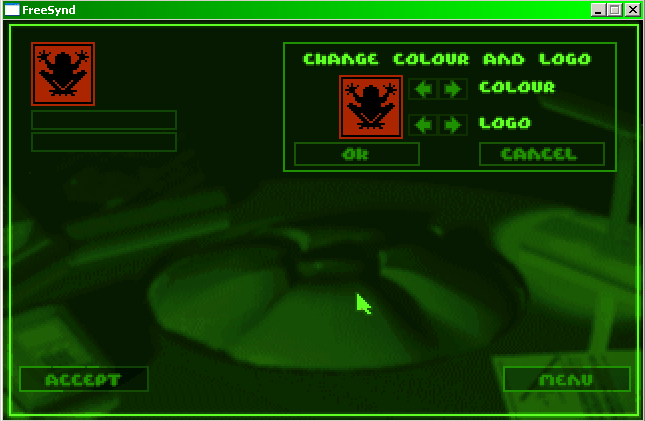 FreeSynd
CHANGE COLOUR AND LOGO
COLOUR
LOGO
OK
CANCEL
ACCEPT
MENU